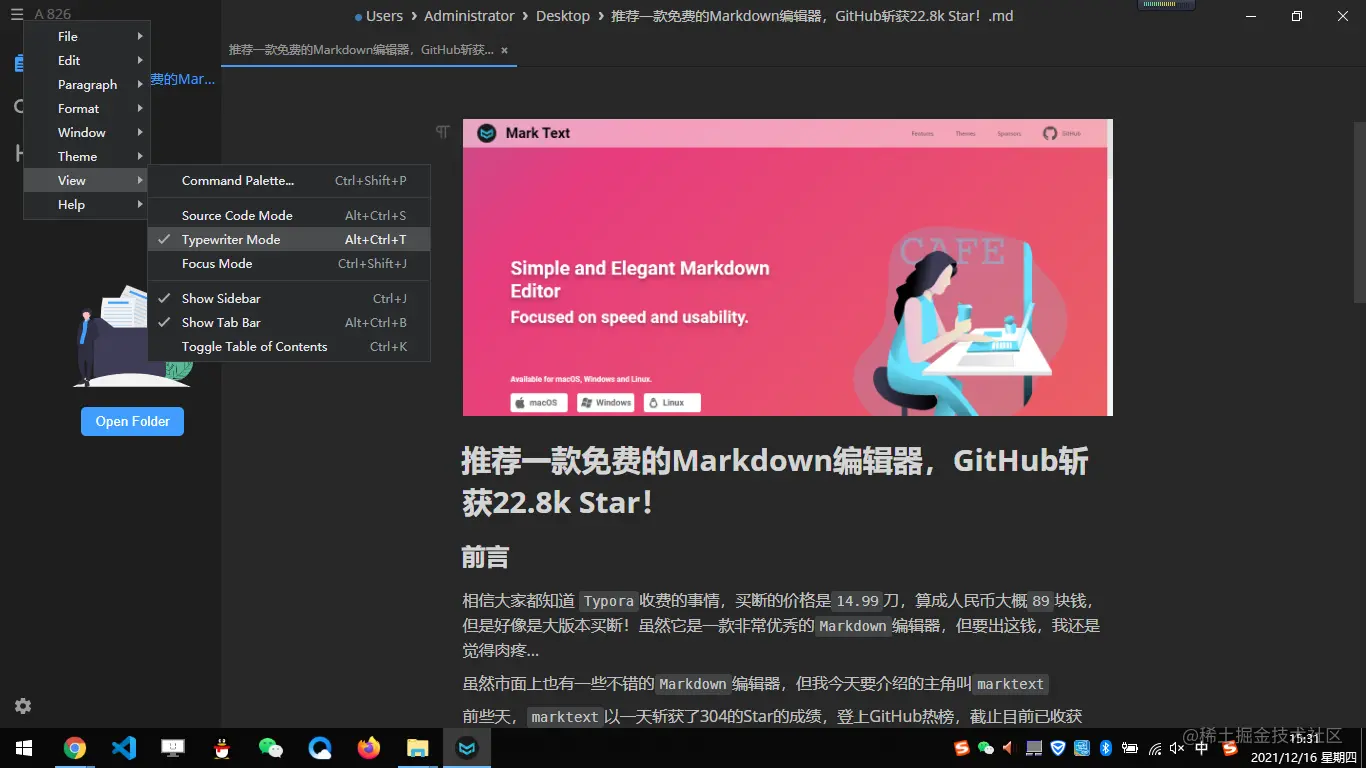 A 826
Users › Administrator › Desktop › 推荐一款免费的Markdown编辑器，GitHub斩获22.8k Star！.md
推荐一款免费的Markdown编辑器，GitHub斩获... ×
File
Edit
Paragraph
Format
Window
Theme
View
Help
费的Mar...
Command Palette... Ctrl+Shift+P
Source Code Mode Alt+Ctrl+S
Typewriter Mode Alt+Ctrl+T
Focus Mode Ctrl+Shift+J
Show Sidebar Ctrl+J
Show Tab Bar Alt+Ctrl+B
Toggle Table of Contents Ctrl+K
Open Folder
Mark Text
Features Themes Sponsors GitHub
CAFE
Simple and Elegant Markdown
Editor
Focused on speed and usability.
Available for macOS, Windows and Linux.
macOS Windows Linux
推荐一款免费的Markdown编辑器，GitHub斩
获22.8k Star！
前言
相信大家都知道 Typora 收费的事情，买断的价格是 14.99 刀，算成人民币大概 89 块钱，
但是好像是大版本买断！虽然它是一款非常优秀的 Markdown 编辑器，但要出这钱，我还是
觉得肉疼...
虽然市面上也有一些不错的 Markdown 编辑器，但我今天要介绍的主角叫 marktext
前些天， marktext 以一天斩获了304的Star的成绩，登上GitHub热榜，截止目前已收获
@稀土掘金技术社区
中
15:31
2021/12/16 星期四